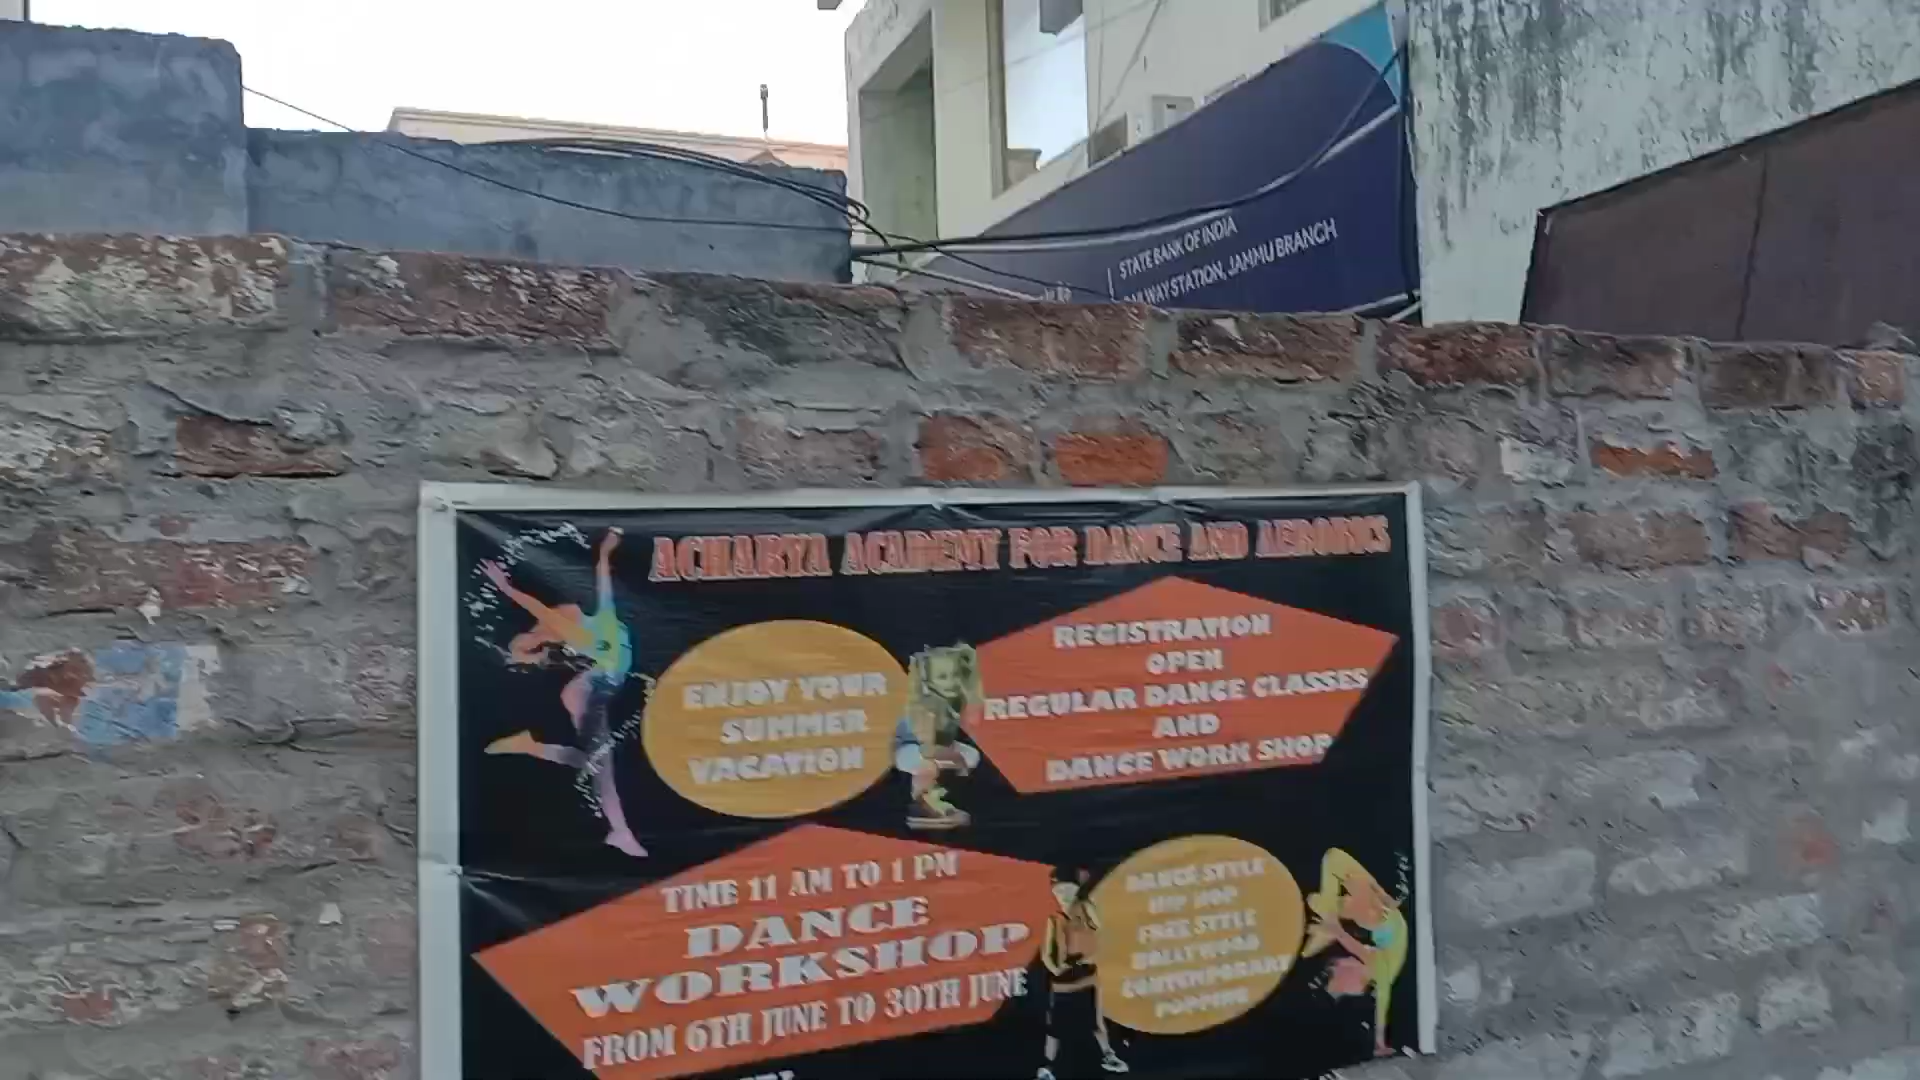 STATE BANK OF INDIA
RAILWAY STATION, JAMMU BRANCH
ACHARYA ACADEMY FOR DANCE AND AEROBICS
ENJOY YOUR
SUMMER
VACATION
REGISTRATION
OPEN
REGULAR DANCE CLASSES
AND
DANCE WORK SHOP
TIME 11 AM TO 1 PM
DANCE
WORKSHOP
FROM 6TH JUNE TO 30TH JUNE
DANCE STYLE
HIP HOP
FREE STYLE
BOLLYWOOD
CONTEMPORARY
POPPING